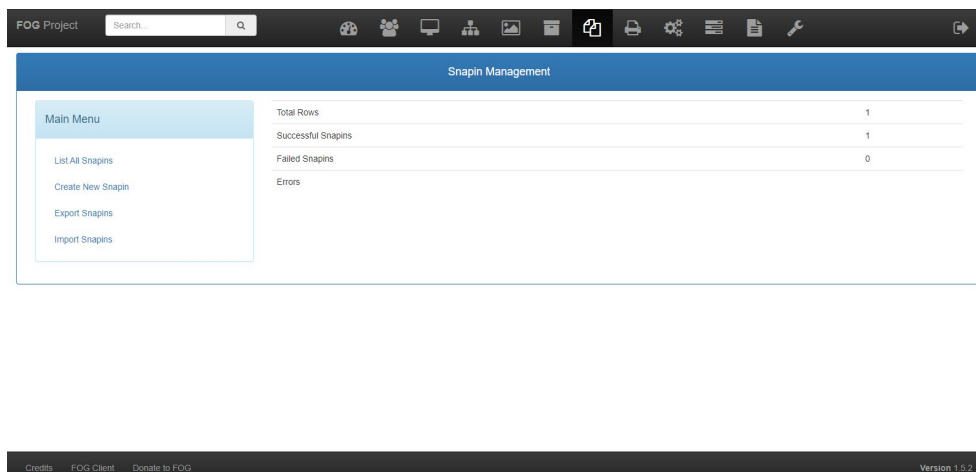 FOG Project Search...
Snapin Management
Main Menu
List All Snapins
Create New Snapin
Export Snapins
Import Snapins
Total Rows 1
Successful Snapins 1
Failed Snapins 0
Errors
Credits FOG Client Donate to FOG Version 1.5.2